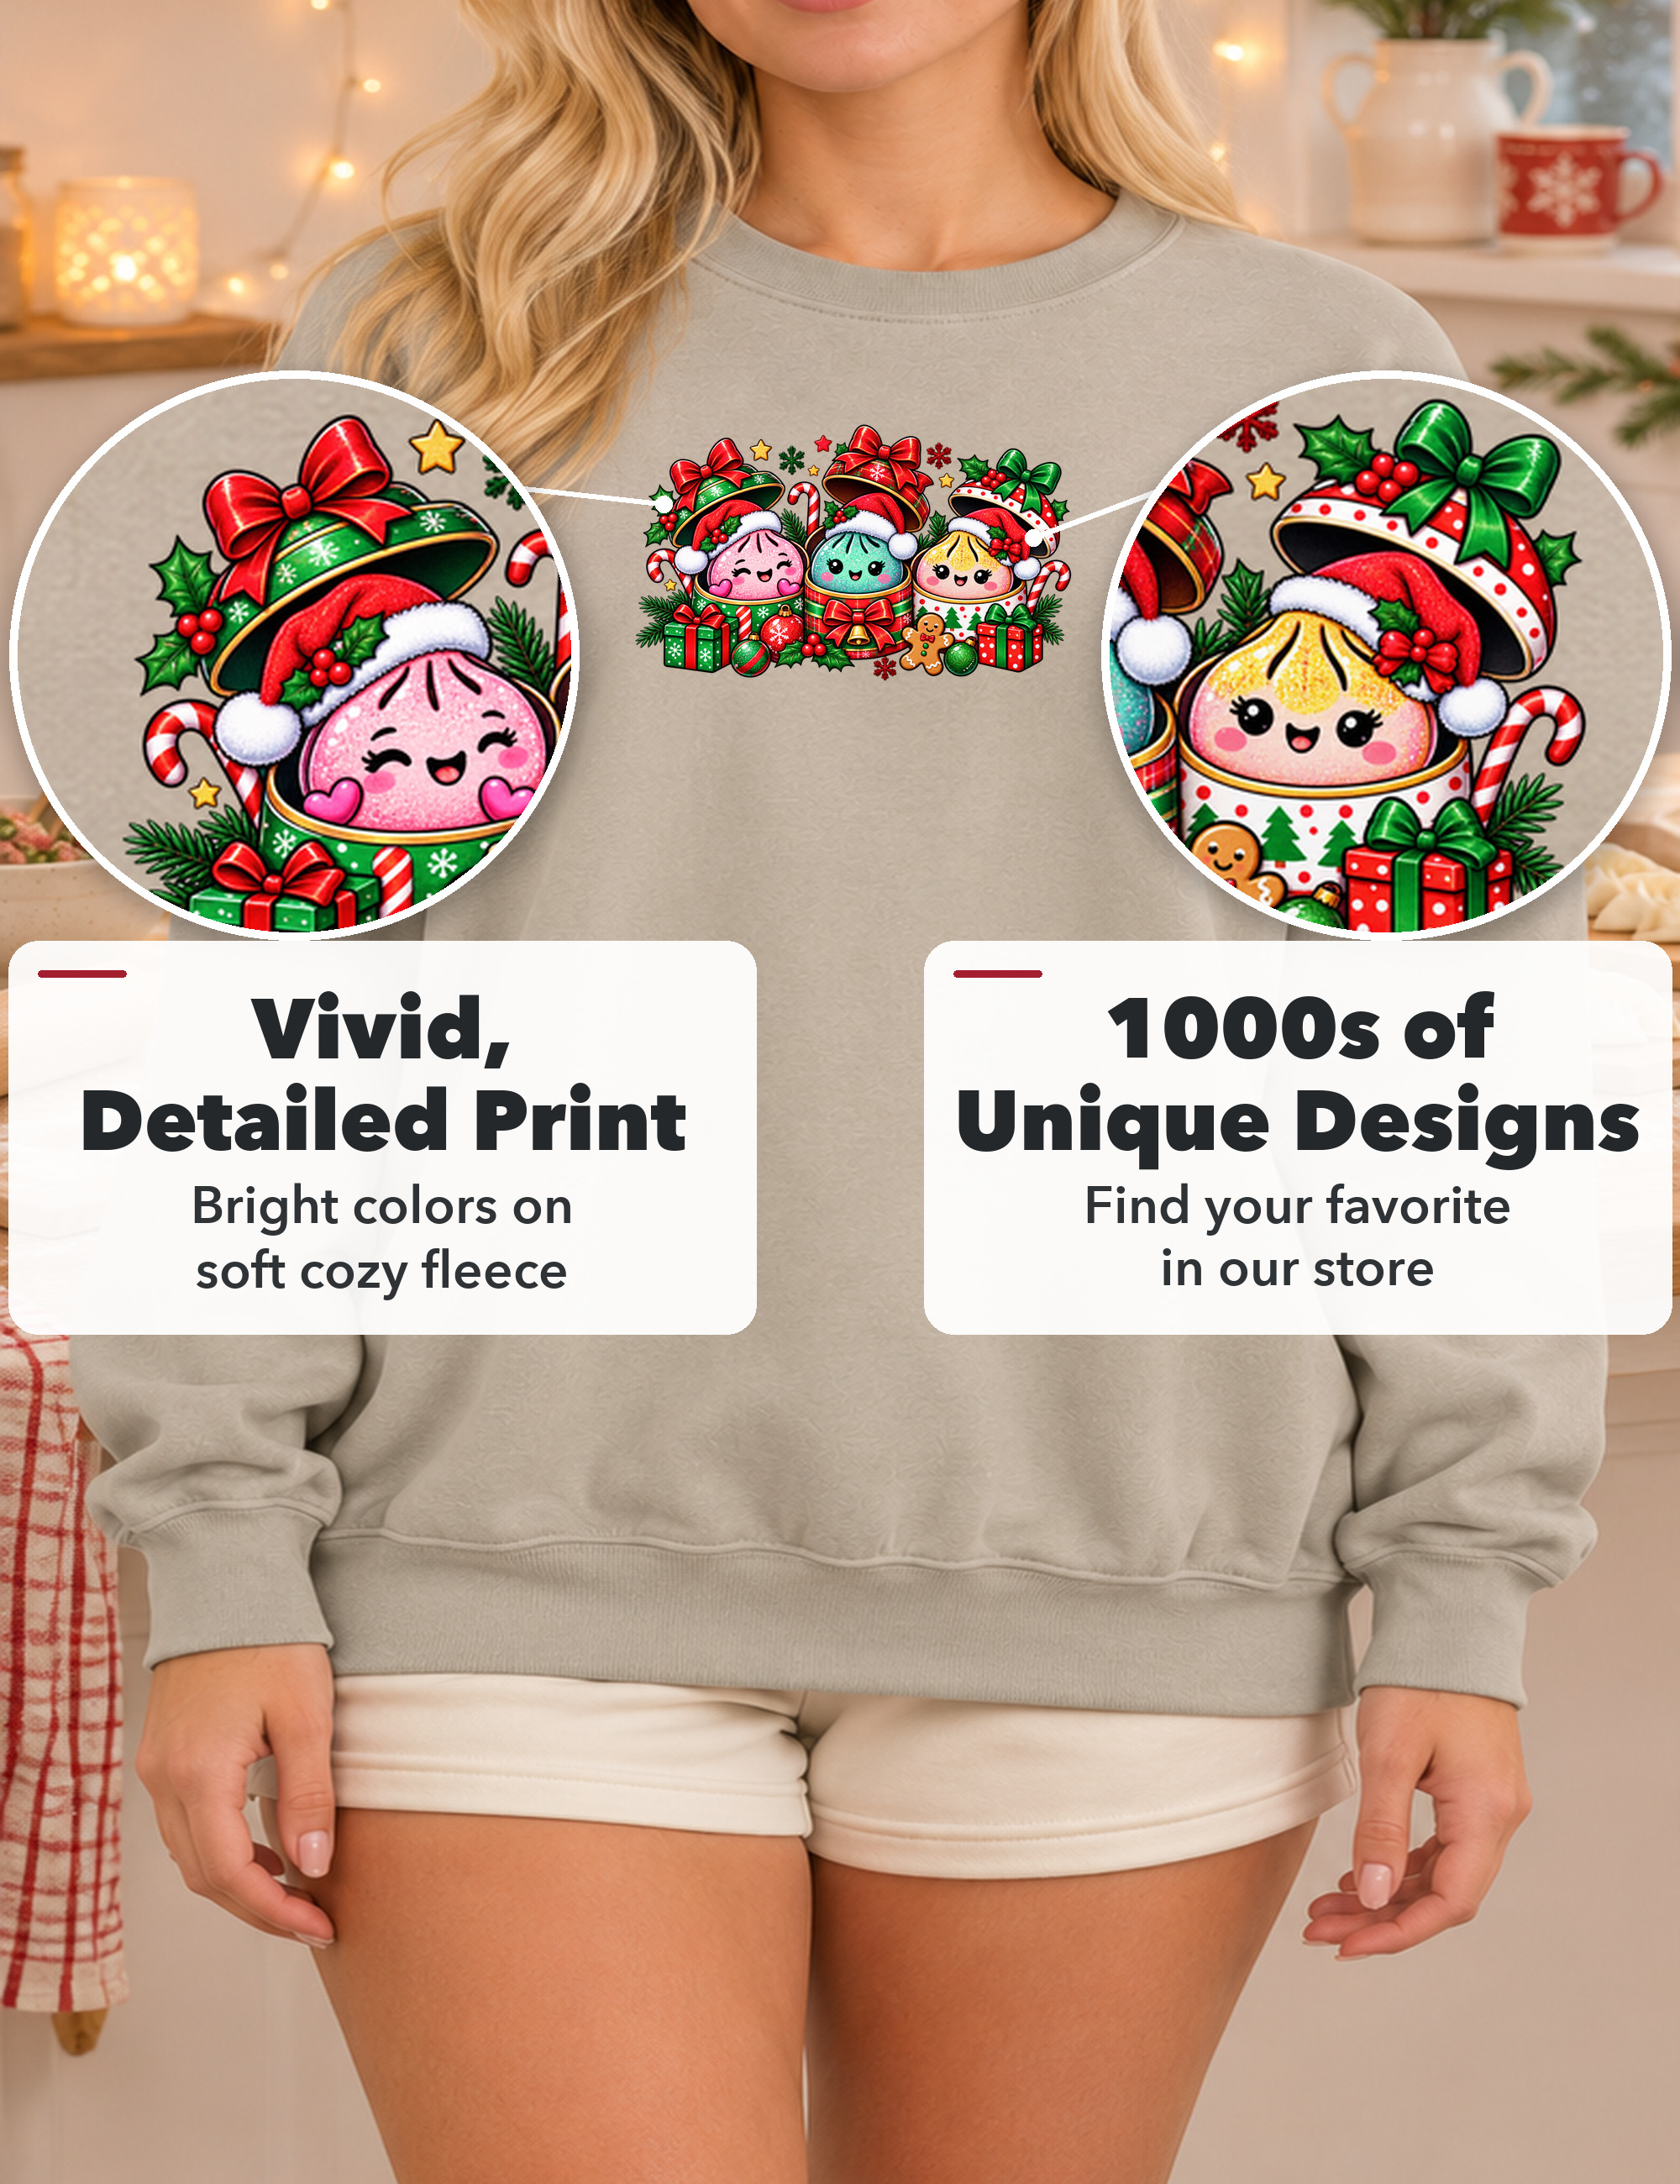 Vivid,
Detailed Print
Bright colors on
soft cozy fleece
1000s of
Unique Designs
Find your favorite
in our store